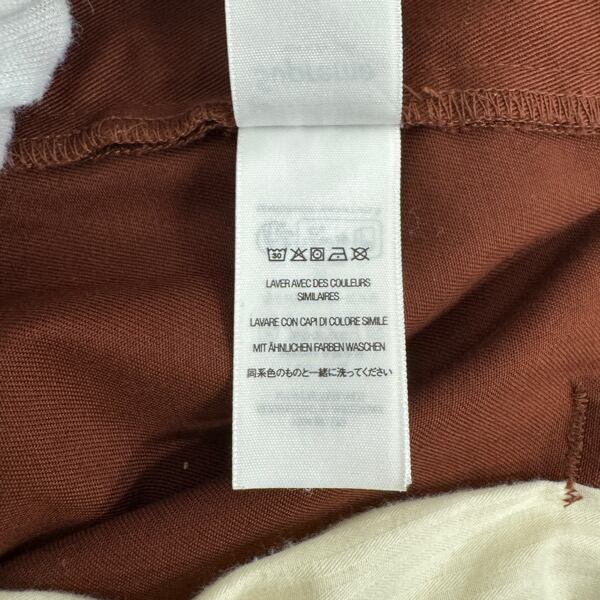 30
LAVER AVEC DES COULEURS
SIMILAIRES
LAVARE CON CAPI DI COLORE SIMILE
MIT ÄHNLICHEN FARBEN WASCHEN
同系色のものと一緒に洗ってください